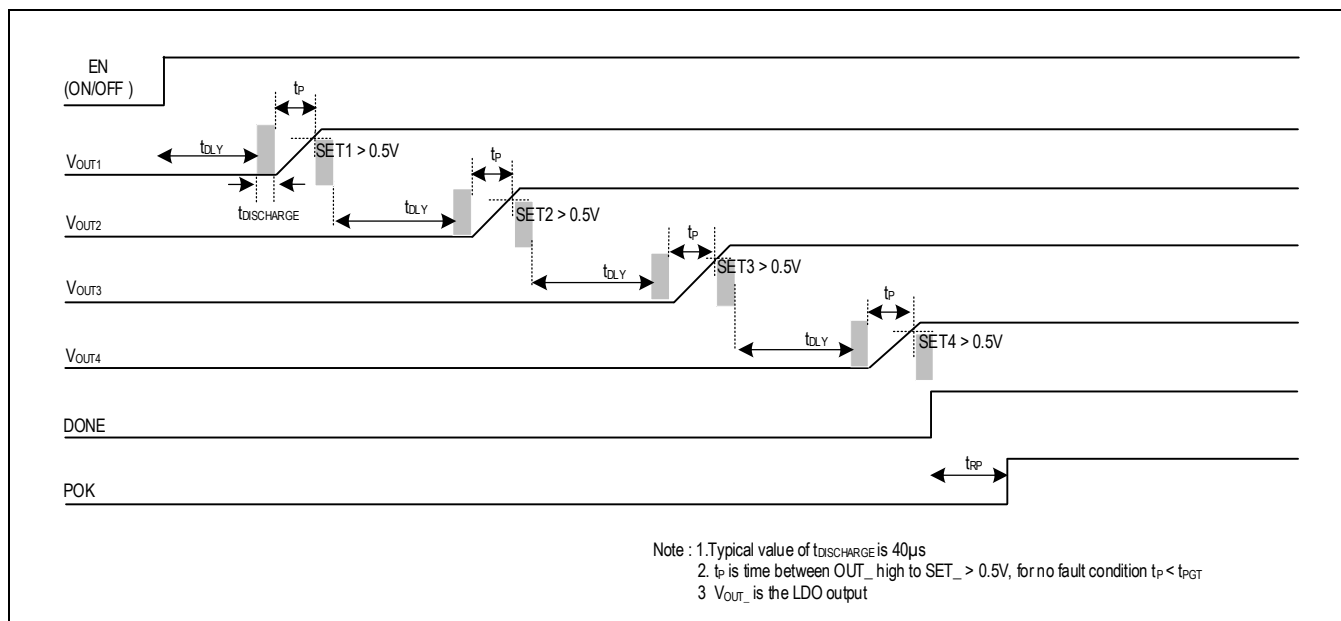 EN
(ON/OFF )
tP
tDLY
SET1 > 0.5V
VOUT1
tDISCHARGE
tP
tDLY
SET2 > 0.5V
VOUT2
tP
tDLY
SET3 > 0.5V
VOUT3
tP
tDLY
SET4 > 0.5V
VOUT4
DONE
tRP
POK
Note : 1.Typical value of tDISCHARGE is 40µs
2. tP is time between OUT_ high to SET_ > 0.5V, for no fault condition tP < tPGT
3 VOUT_ is the LDO output